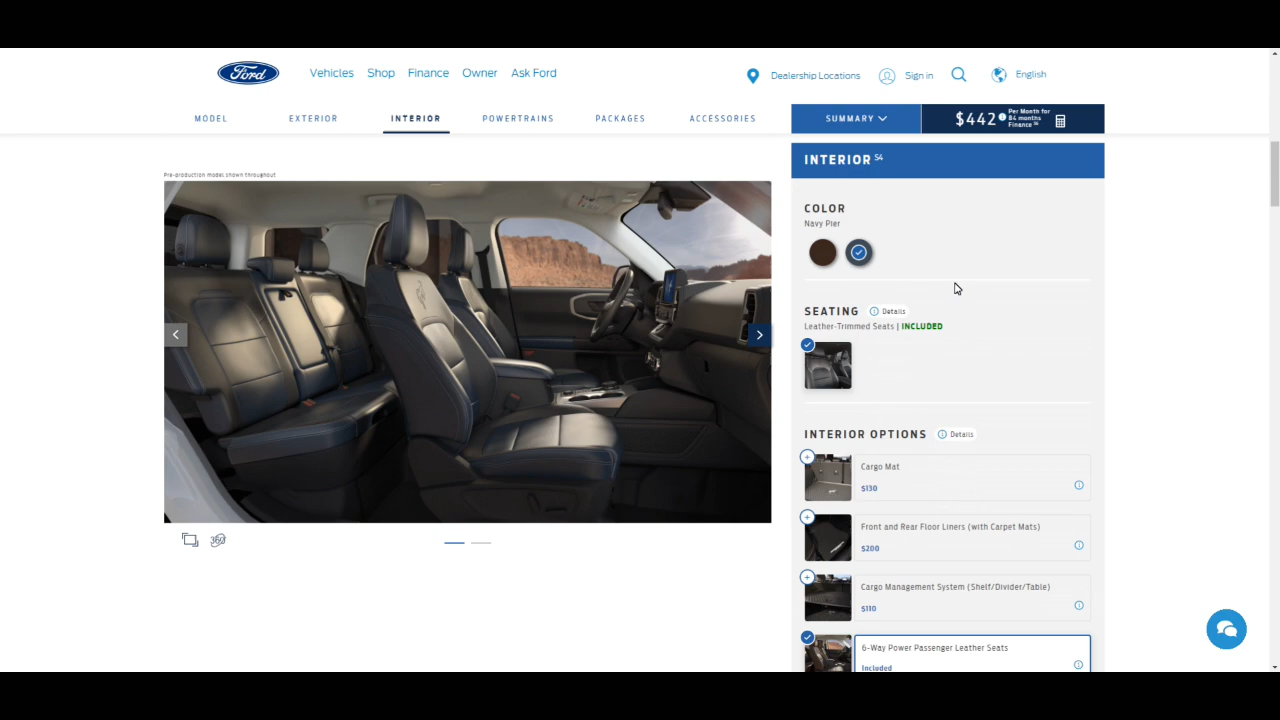 Ford
Vehicles
Shop
Finance
Owner
Ask Ford
Dealership Locations
Sign in
English
MODEL
EXTERIOR
INTERIOR
POWERTRAINS
PACKAGES
ACCESSORIES
SUMMARY
$442
Per Month for
84 months
Finance
INTERIOR 54
Pre-production model shown throughout
COLOR
Navy Pier
SEATING
Details
Leather-Trimmed Seats | INCLUDED
INTERIOR OPTIONS
Details
Cargo Mat
$130
Front and Rear Floor Liners (with Carpet Mats)
$200
Cargo Management System (Shelf/Divider/Table)
$110
6-Way Power Passenger Leather Seats
Included
360